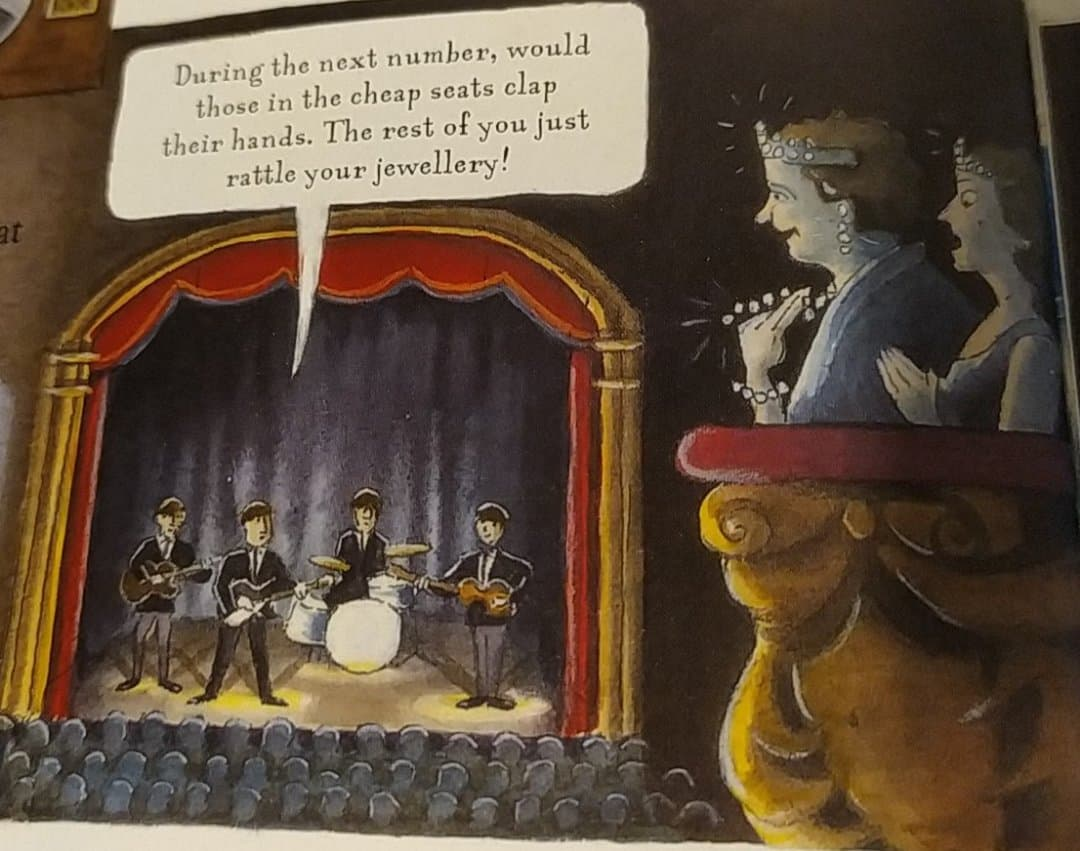 During the next number, would
those in the cheap seats clap
their hands. The rest of you just
rattle your jewellery!
at